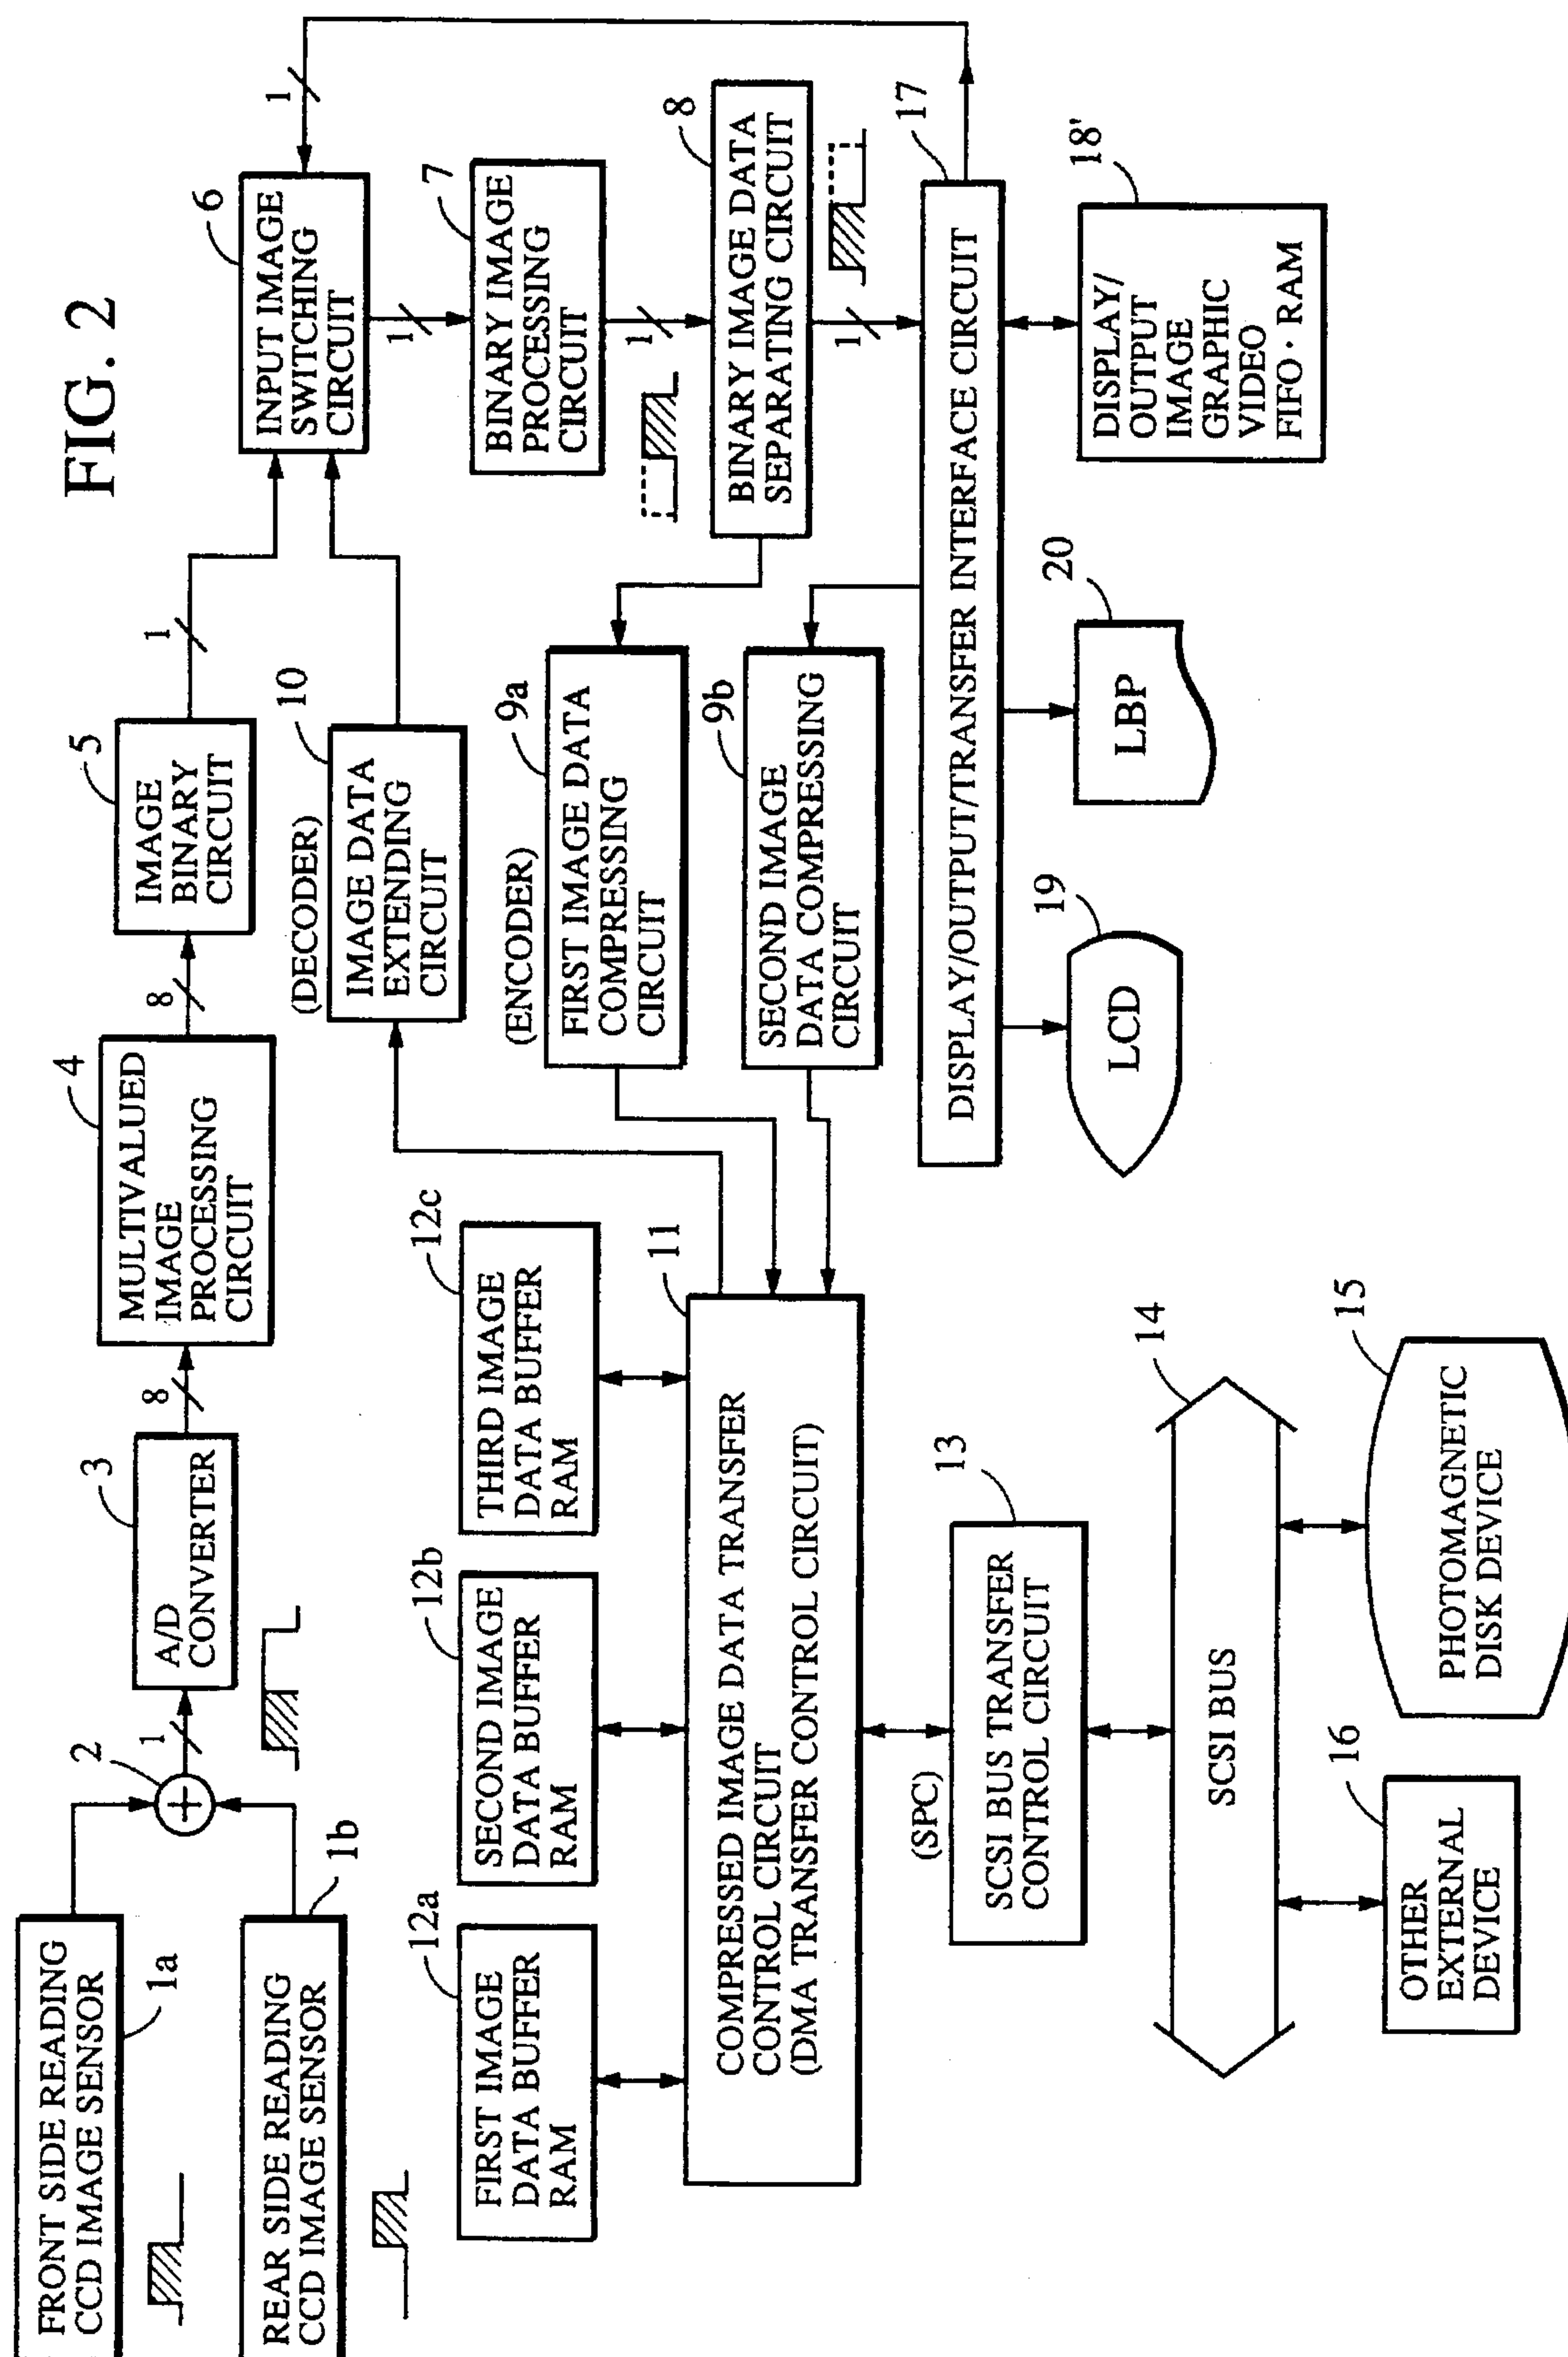 FIG. 2
FRONT SIDE READING
CCD IMAGE SENSOR
1a
REAR SIDE READING
CCD IMAGE SENSOR
1b
2
1
A/D
CONVERTER
3
8
MULTIVALUED
IMAGE
PROCESSING
CIRCUIT
4
8
IMAGE
BINARY
CIRCUIT
5
1
INPUT IMAGE
SWITCHING
CIRCUIT
6
1
1
(DECODER)
IMAGE DATA
EXTENDING
CIRCUIT
10
BINARY IMAGE
PROCESSING
CIRCUIT
7
1
FIRST IMAGE
DATA BUFFER
RAM
12a
SECOND IMAGE
DATA BUFFER
RAM
12b
THIRD IMAGE
DATA BUFFER
RAM
12c
(ENCODER)
FIRST IMAGE DATA
COMPRESSING
CIRCUIT
9a
BINARY IMAGE DATA
SEPARATING CIRCUIT
8
1
COMPRESSED IMAGE DATA TRANSFER
CONTROL CIRCUIT
(DMA TRANSFER CONTROL CIRCUIT)
11
SECOND IMAGE
DATA COMPRESSING
CIRCUIT
9b
DISPLAY/OUTPUT/TRANSFER INTERFACE CIRCUIT
17
(SPC)
SCSI BUS TRANSFER
CONTROL CIRCUIT
13
LCD
19
LBP
20
DISPLAY/
OUTPUT
IMAGE
GRAPHIC
VIDEO
FIFO · RAM
18'
SCSI BUS
14
OTHER
EXTERNAL
DEVICE
16
PHOTOMAGNETIC
DISK DEVICE
15